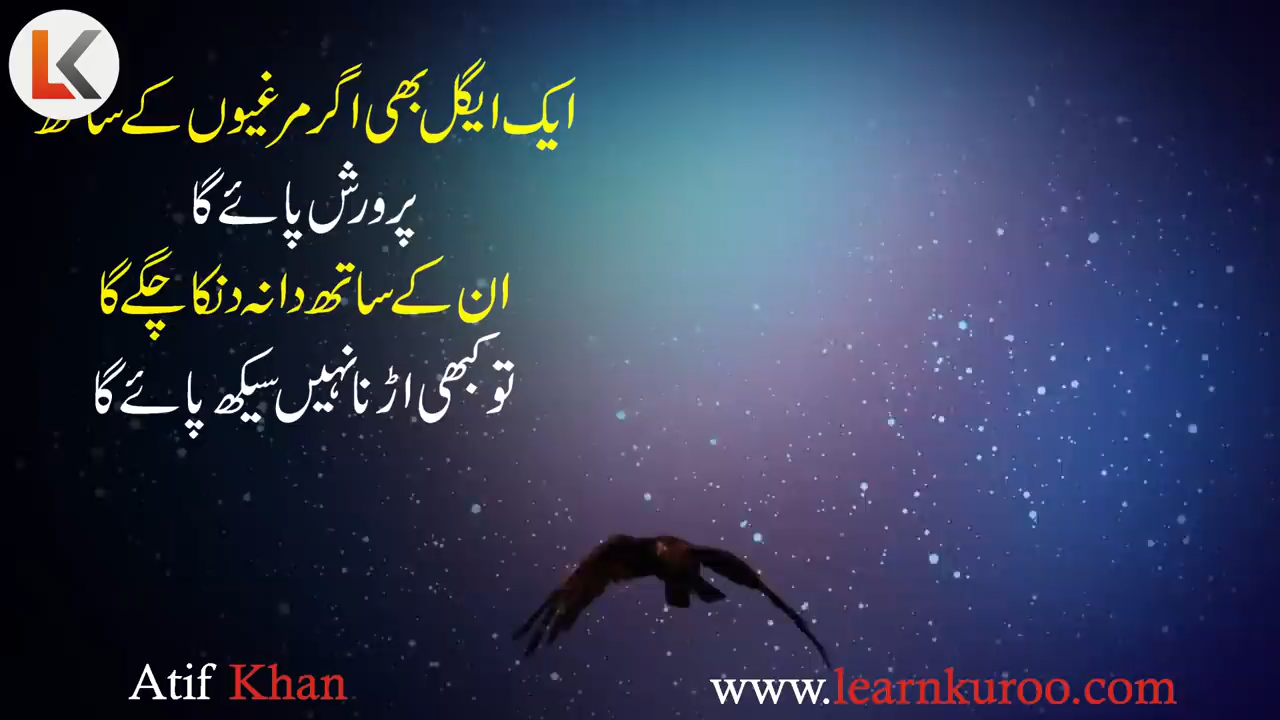 LK
ایک ایگل بھی اگر مرغیوں کے ساتھ
پرورش پائے گا
ان کے ساتھ دانہ دنکا چگے گا
تو کبھی اڑنا نہیں سیکھ پائے گا
Atif Khan
www.learnkuroo.com